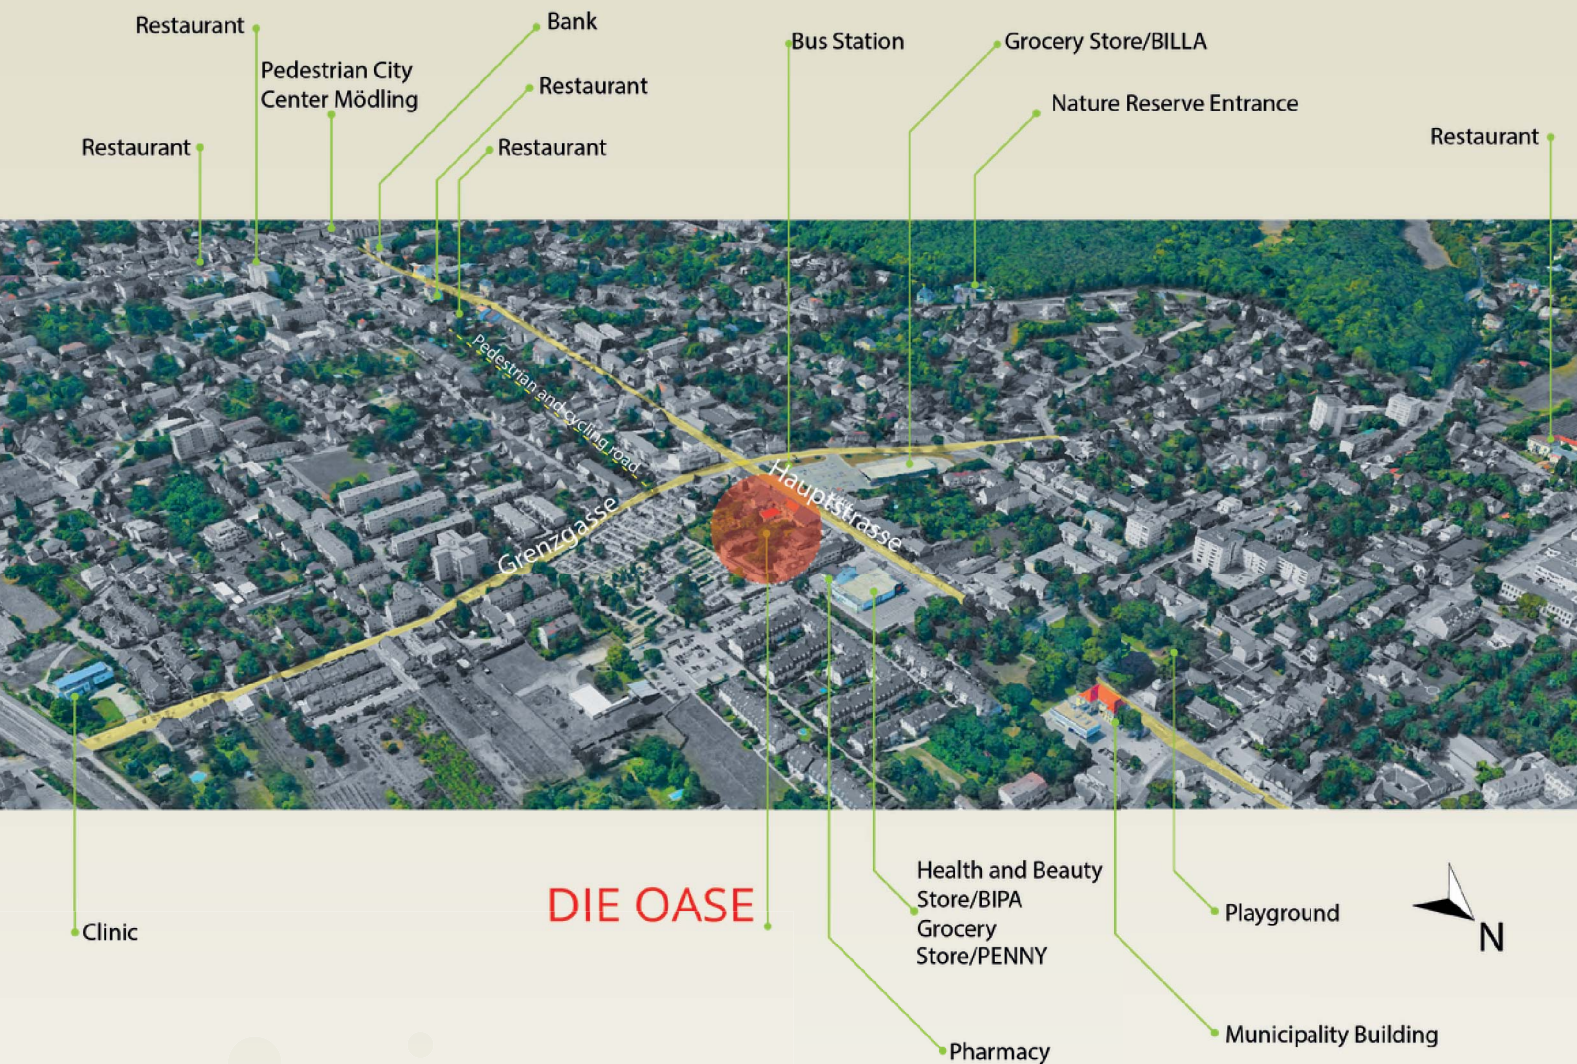 Restaurant
Bank
Bus Station
Grocery Store/BILLA
Pedestrian City
Center Mödling
Restaurant
Nature Reserve Entrance
Restaurant
Restaurant
Restaurant
Pedestrian and cycling road
Hauptstrasse
Grenzgasse
DIE OASE
Clinic
Health and Beauty
Store/BIPA
Grocery
Store/PENNY
Playground
N
Municipality Building
Pharmacy